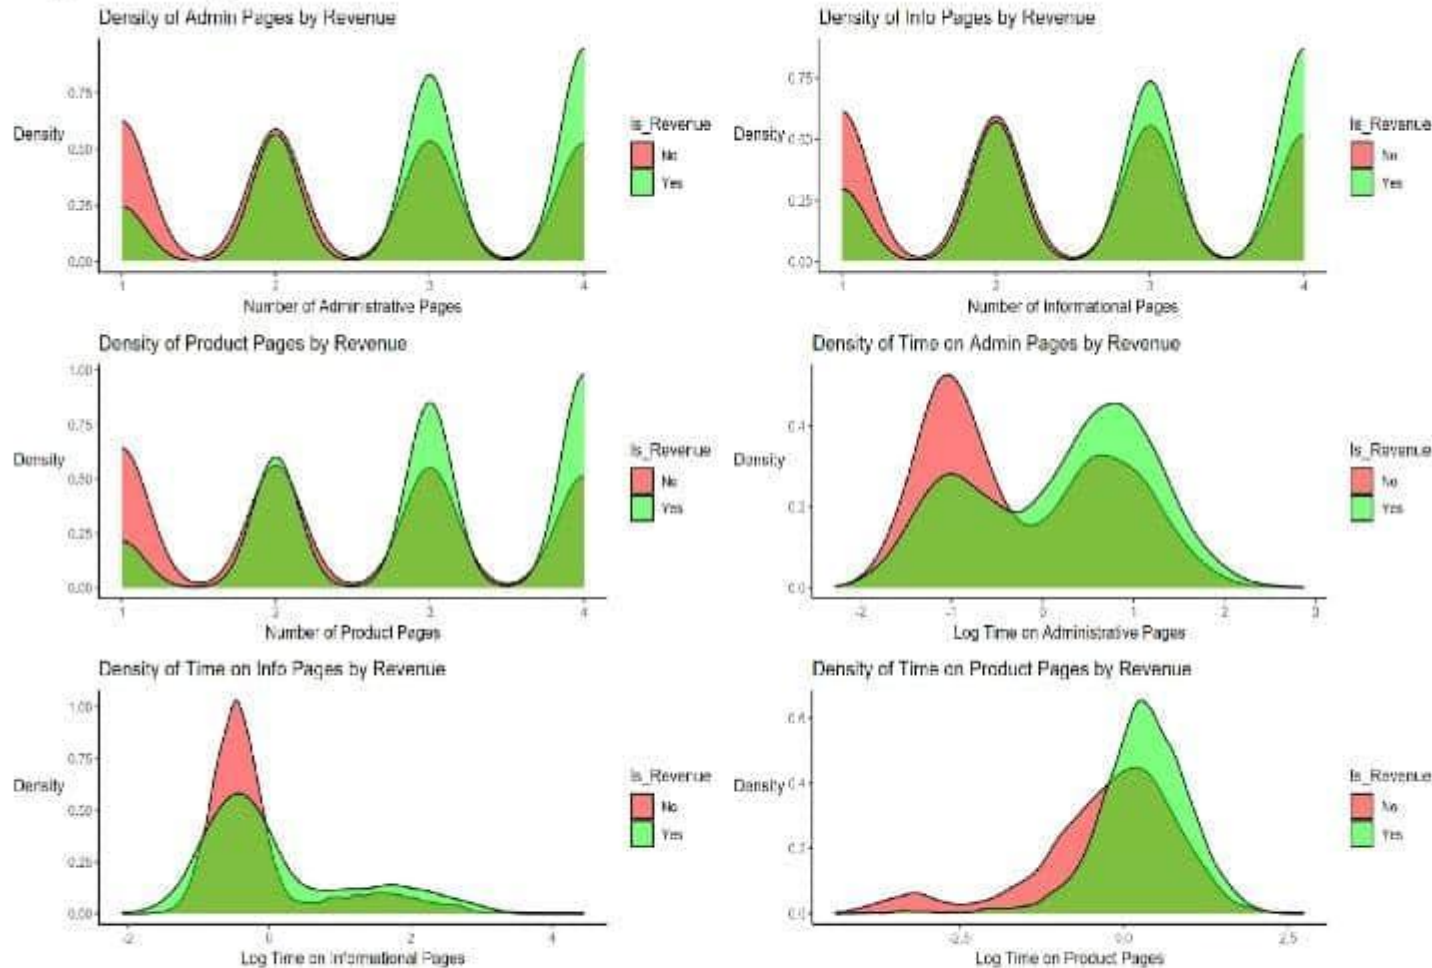 Density of Admin Pages by Revenue
0.75
0.50
0.25
0.00
Density
1 2 3 4
Number of Administrative Pages
Is_Revenue
No
Yes
Density of Info Pages by Revenue
0.75
0.50
0.25
0.00
Density
1 2 3 4
Number of Informational Pages
Is_Revenue
No
Yes
Density of Product Pages by Revenue
1.00
0.75
0.50
0.25
0.00
Density
1 2 3 4
Number of Product Pages
Is_Revenue
No
Yes
Density of Time on Admin Pages by Revenue
0.4
0.2
0.0
Density
-2 -1 0 1 2 3
Log Time on Administrative Pages
Is_Revenue
No
Yes
Density of Time on Info Pages by Revenue
1.00
0.75
0.50
0.25
0.00
Density
-2 0 2 4
Log Time on Informational Pages
Is_Revenue
No
Yes
Density of Time on Product Pages by Revenue
0.6
0.4
0.2
0.0
Density
-2.5 0.0 2.5
Log Time on Product Pages
Is_Revenue
No
Yes